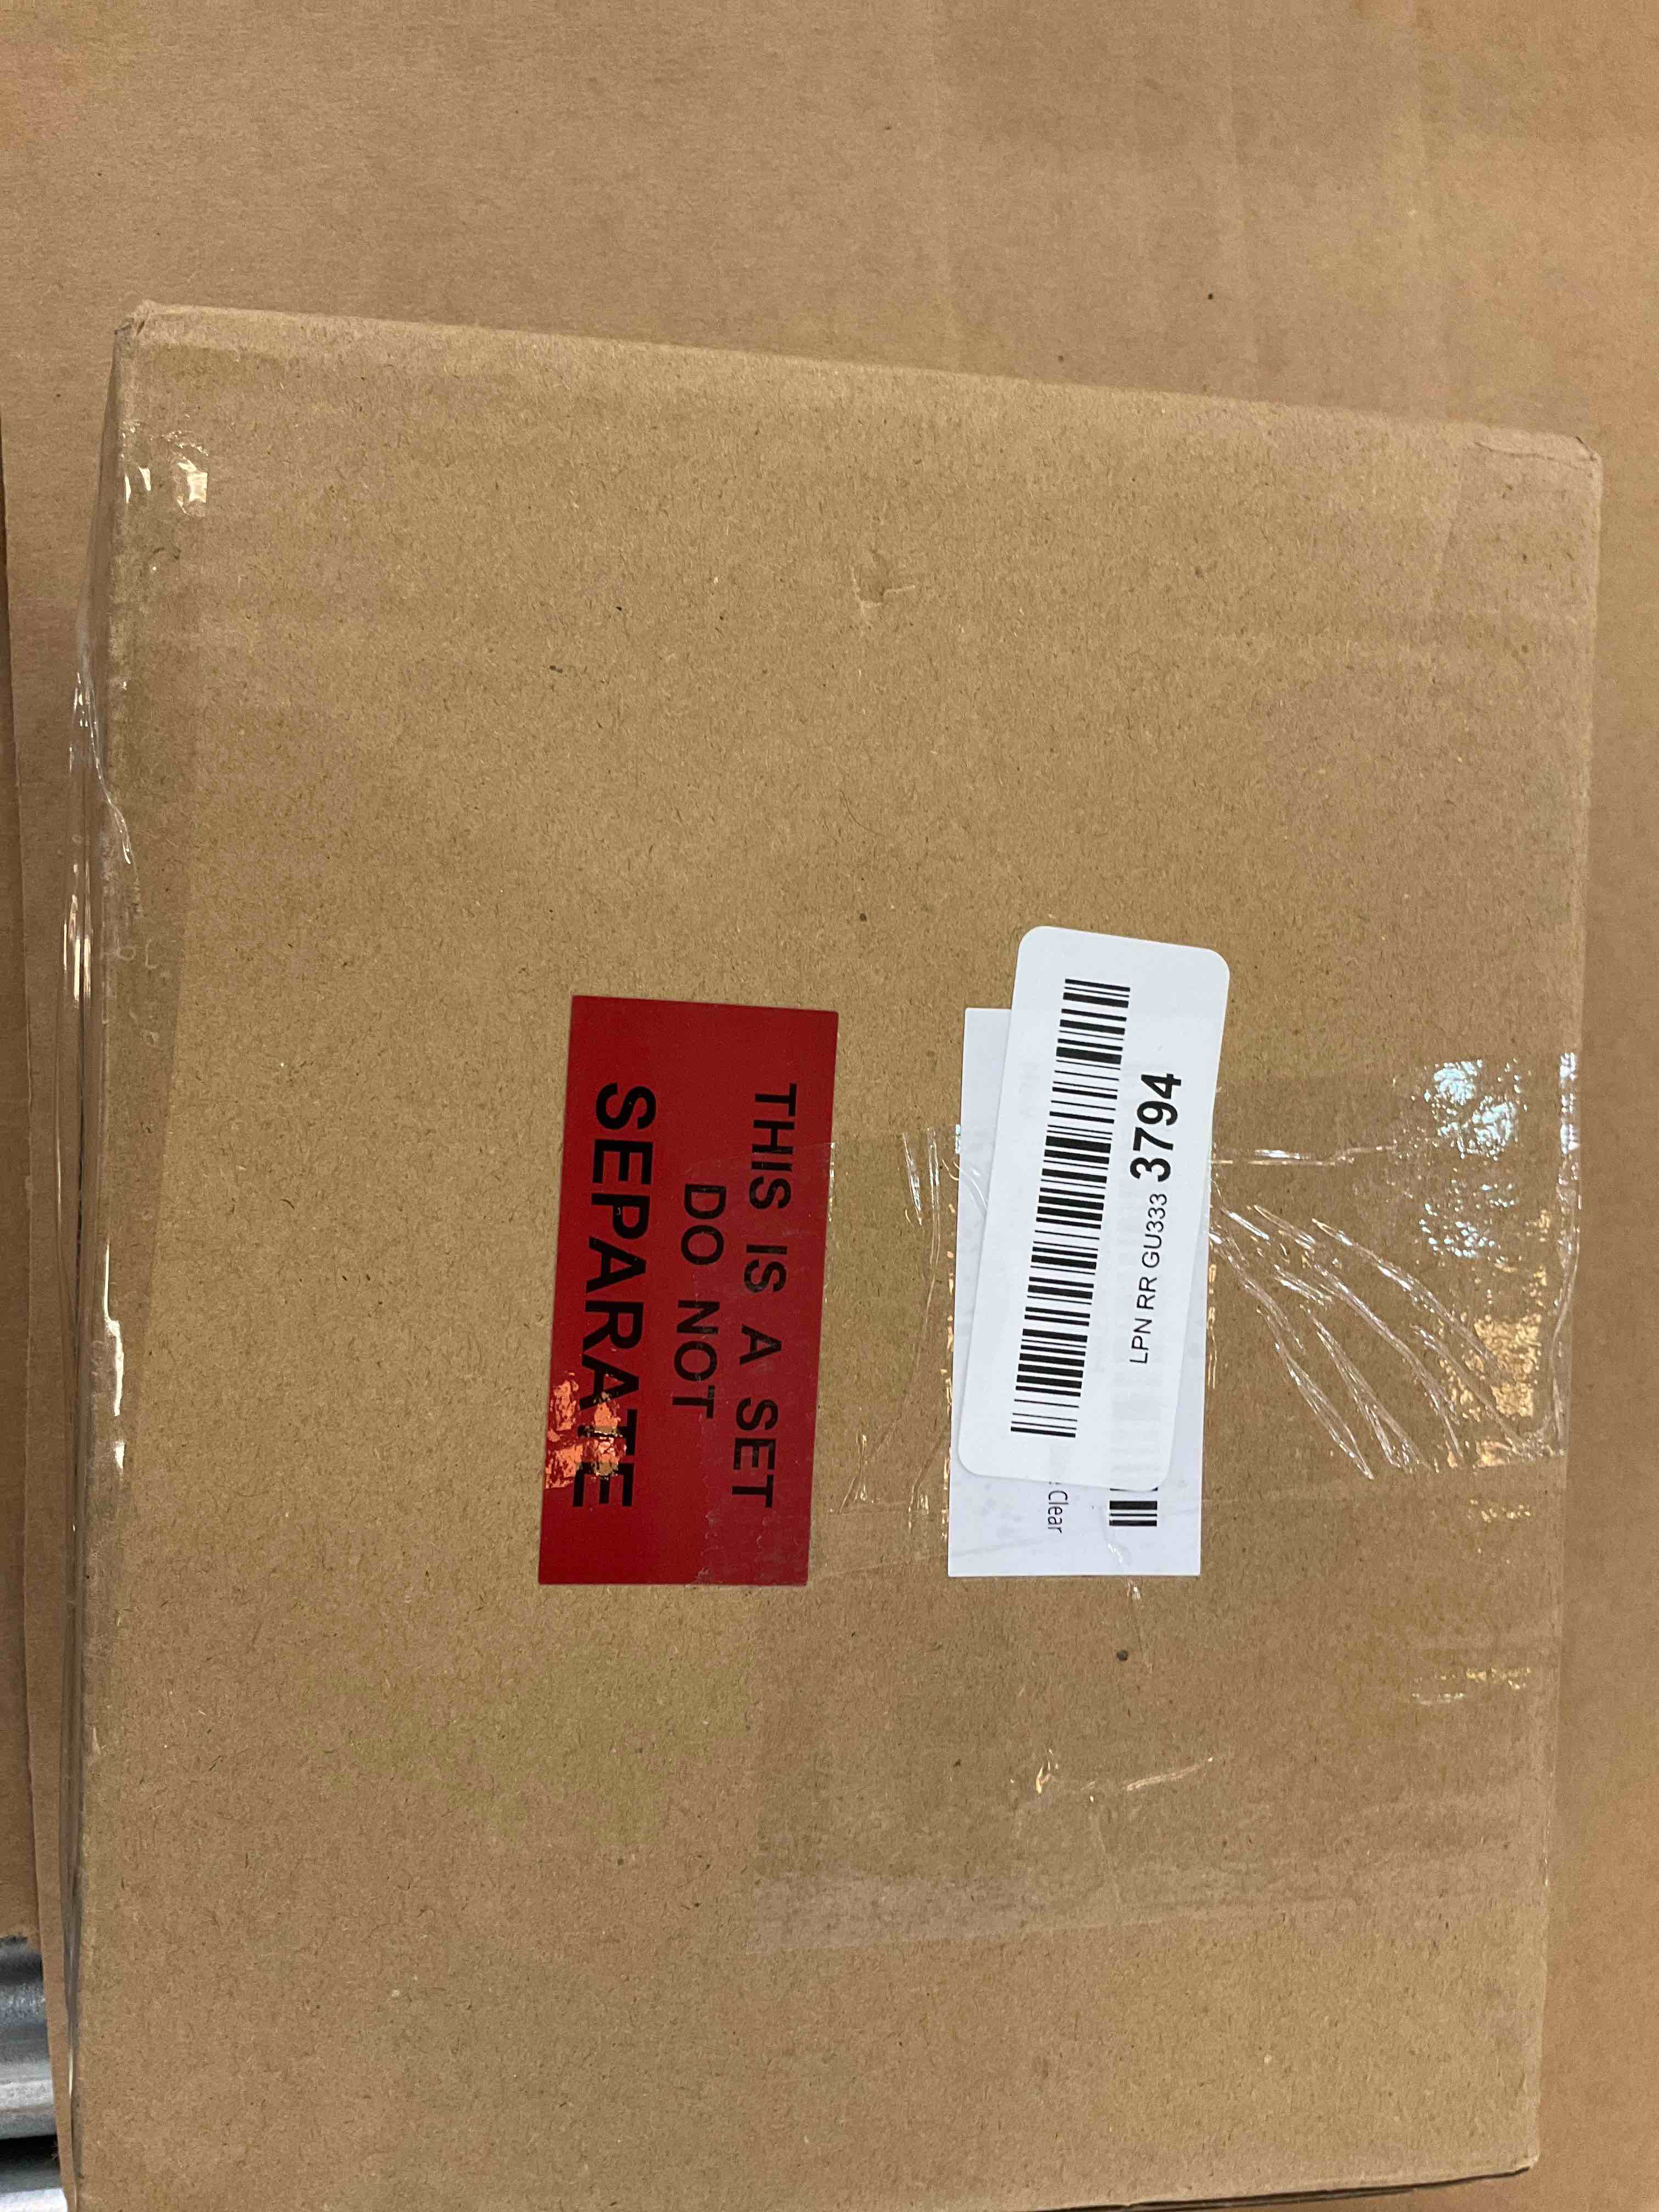 THIS IS A SET
DO NOT
SEPARATE
LPN RR GU333 3794
Clear